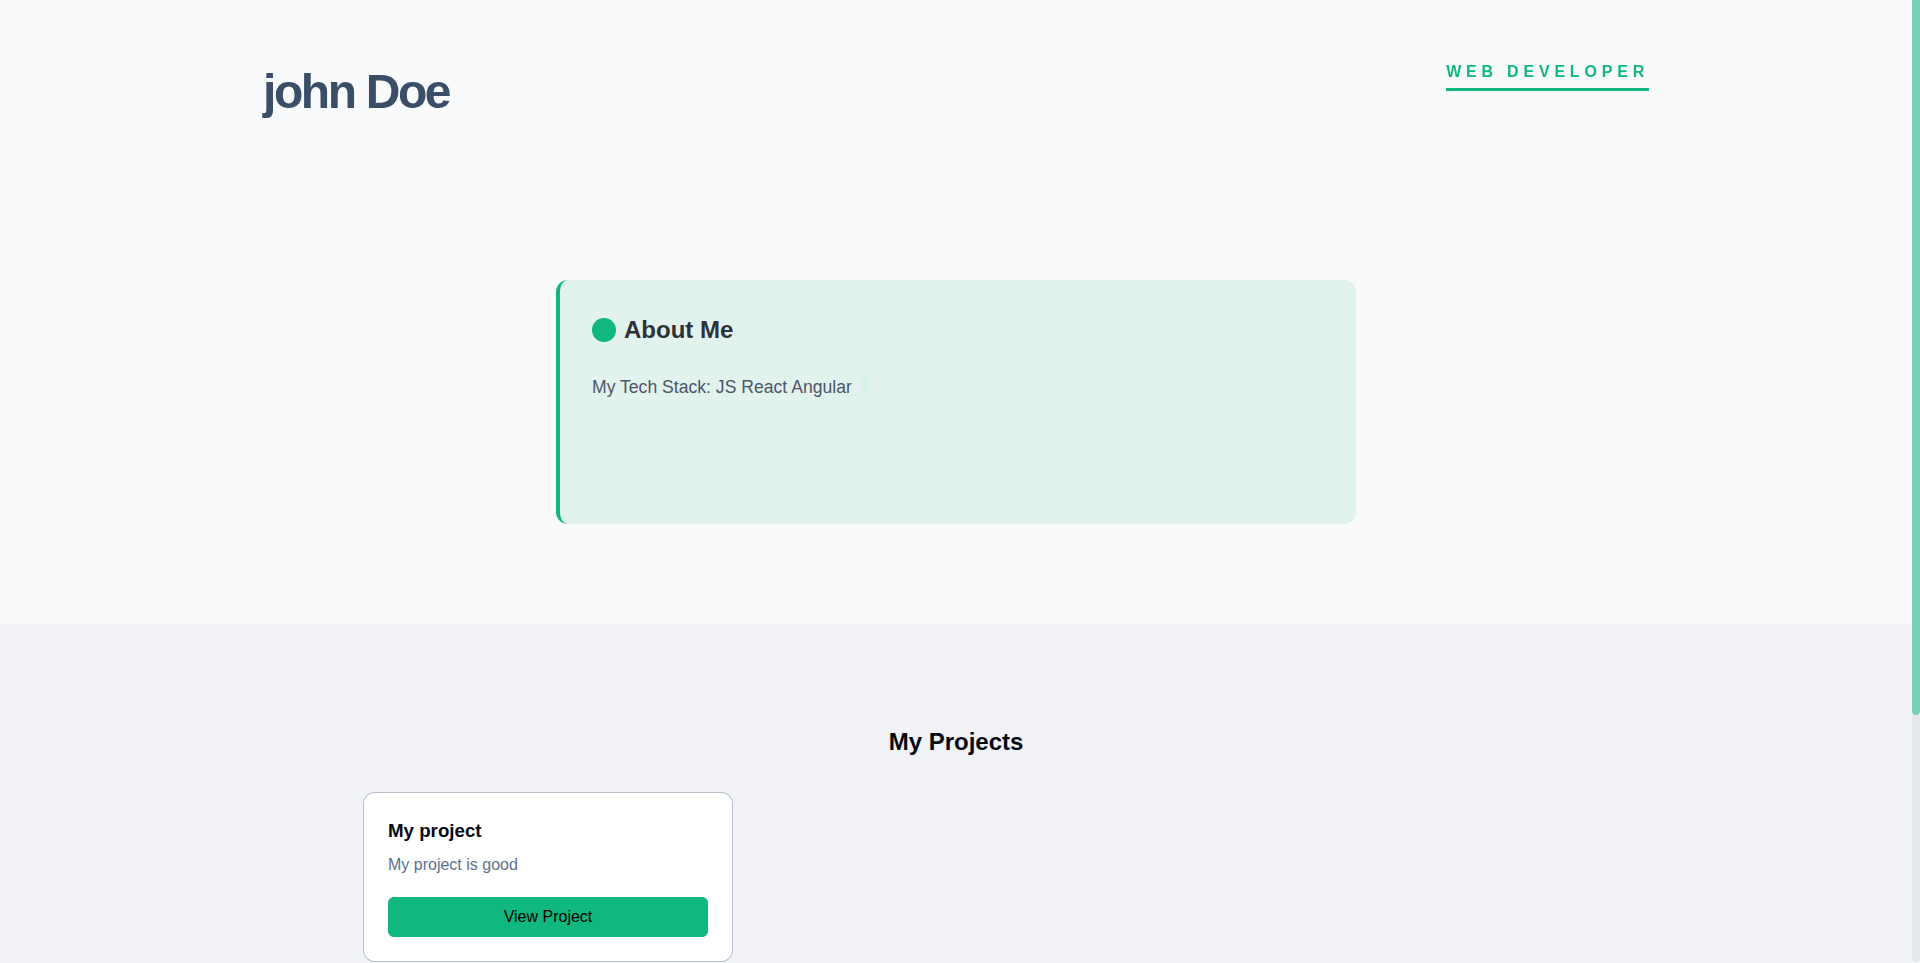 john Doe
WEB DEVELOPER
About Me
My Tech Stack: JS React Angular
My Projects
My project
My project is good
View Project